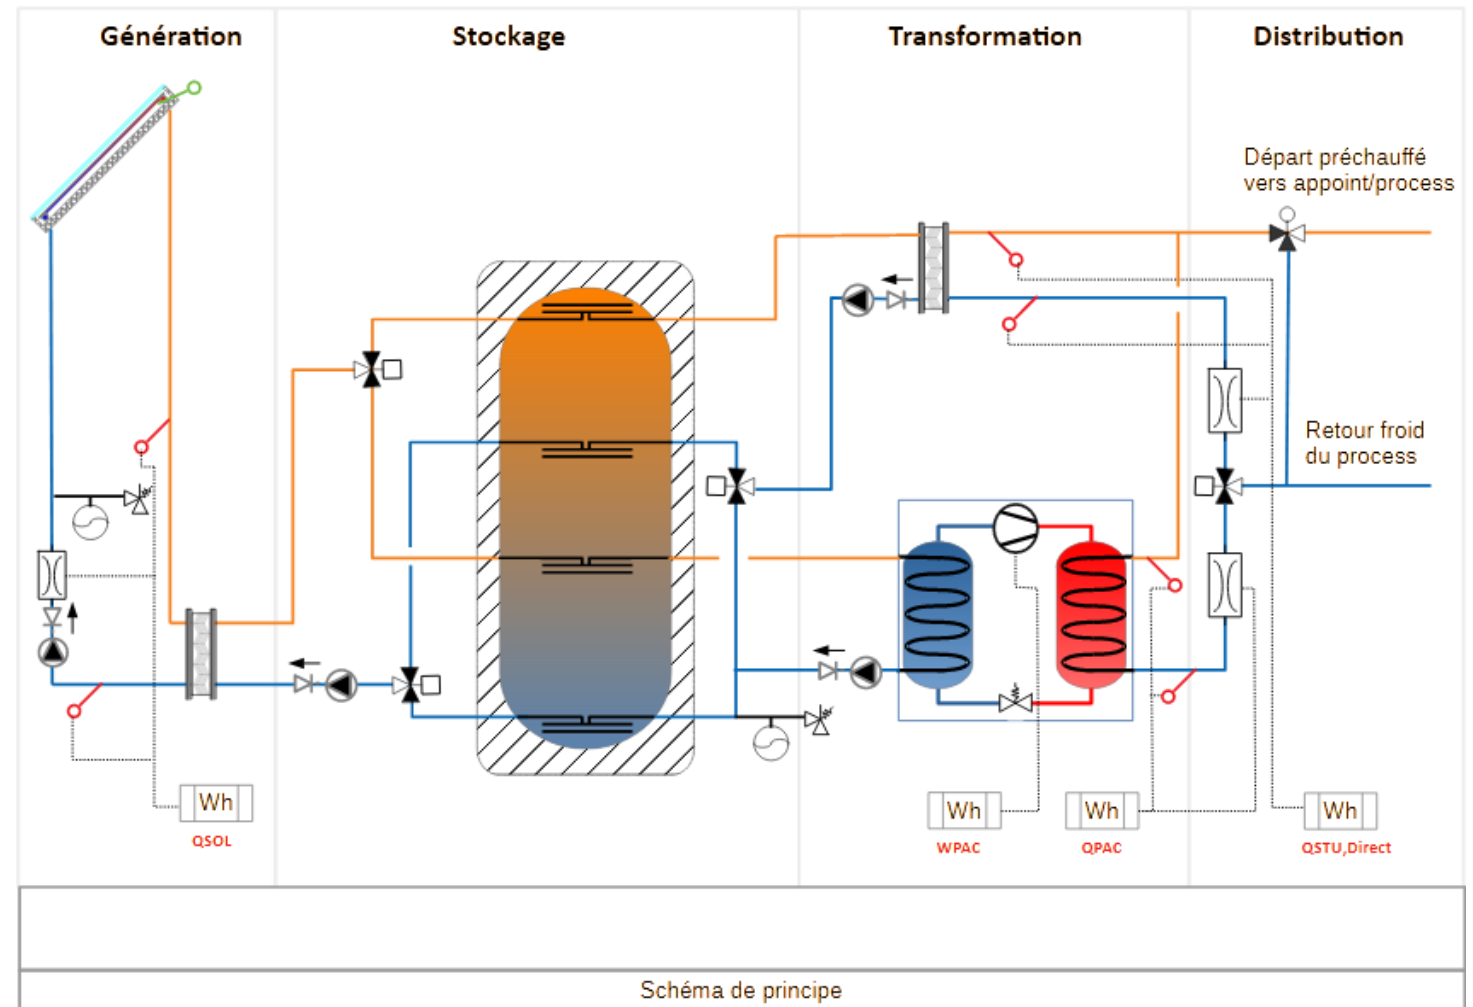 Génération
Stockage
Transformation
Distribution
Départ préchauffé
vers appoint/process
Retour froid
du process
Wh
QSOL
Wh
WPAC
Wh
QPAC
Wh
QSTU,Direct
Schéma de principe